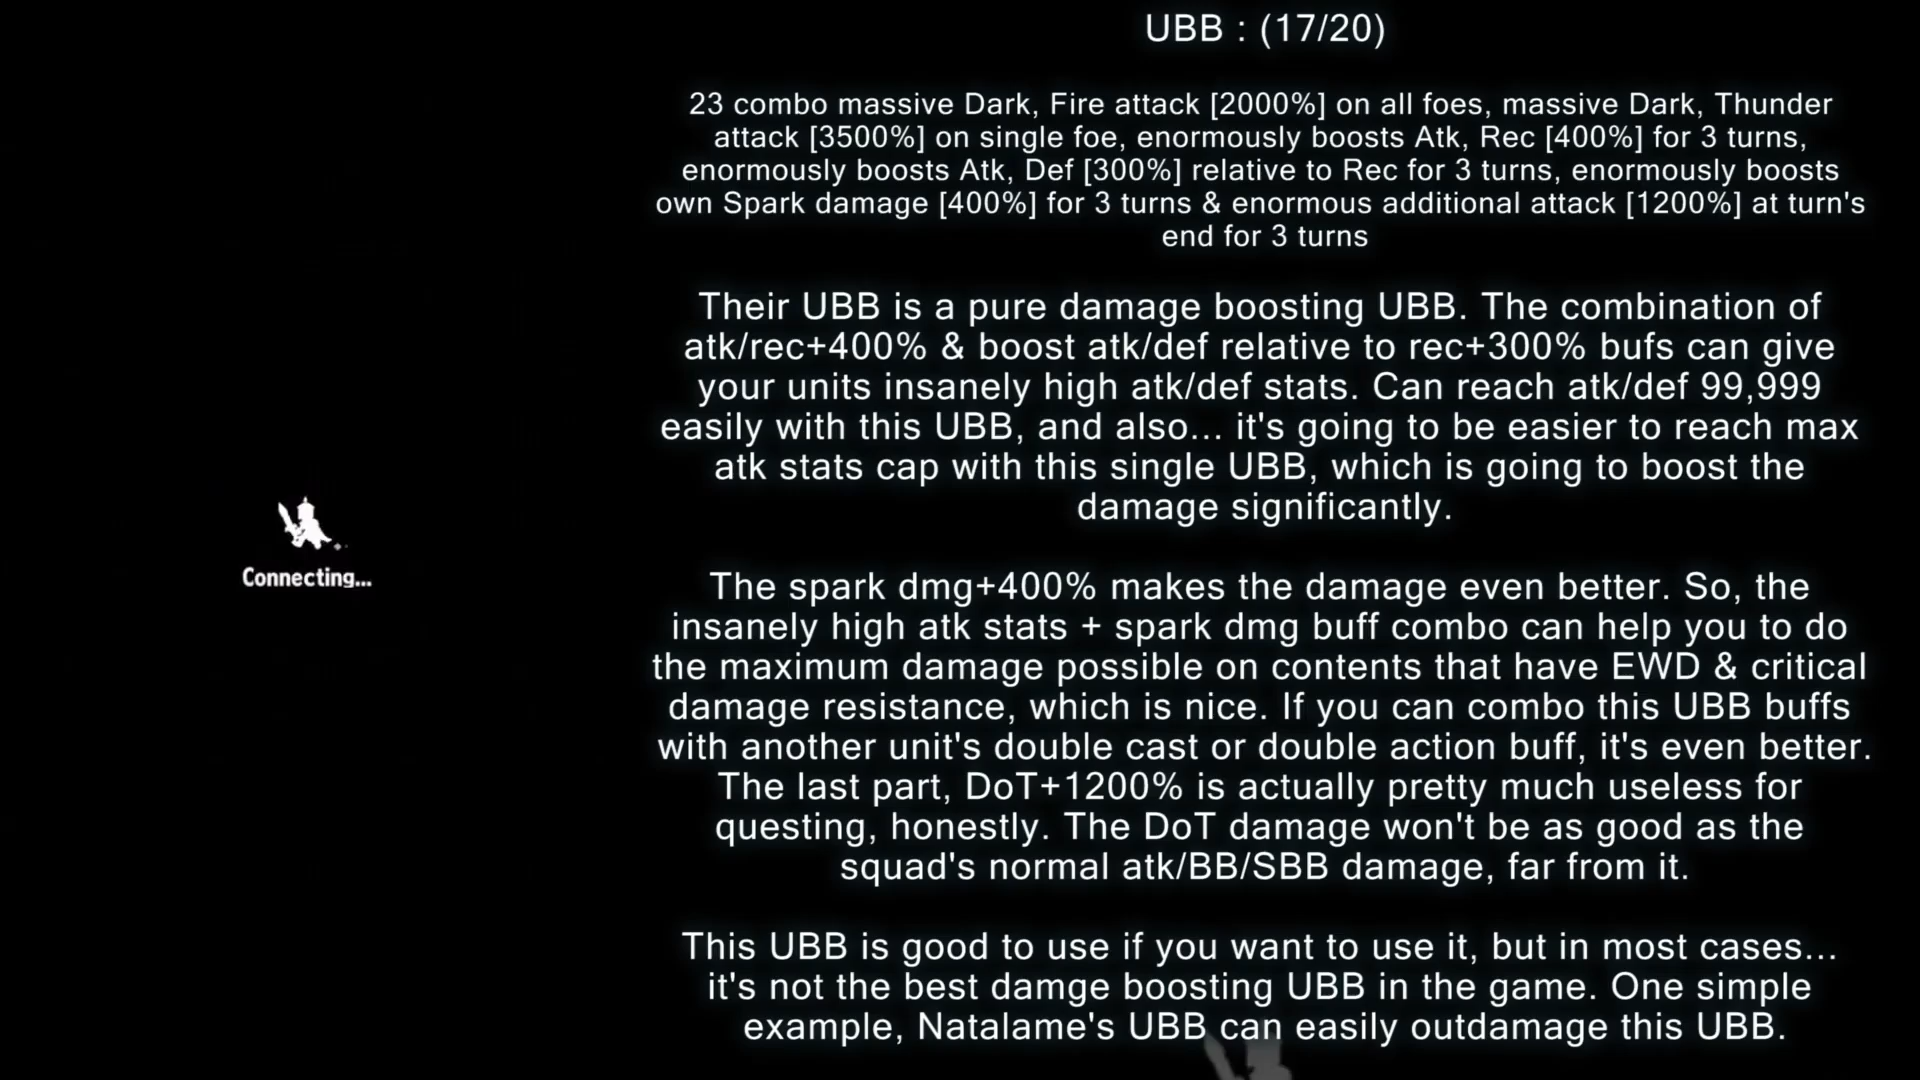 UBB : (17/20)
23 combo massive Dark, Fire attack [2000%] on all foes, massive Dark, Thunder
attack [3500%] on single foe, enormously boosts Atk, Rec [400%] for 3 turns,
enormously boosts Atk, Def [300%] relative to Rec for 3 turns, enormously boosts
own Spark damage [400%] for 3 turns & enormous additional attack [1200%] at turn's
end for 3 turns
Their UBB is a pure damage boosting UBB. The combination of
atk/rec+400% & boost atk/def relative to rec+300% bufs can give
your units insanely high atk/def stats. Can reach atk/def 99,999
easily with this UBB, and also... it's going to be easier to reach max
atk stats cap with this single UBB, which is going to boost the
damage significantly.
The spark dmg+400% makes the damage even better. So, the
insanely high atk stats + spark dmg buff combo can help you to do
the maximum damage possible on contents that have EWD & critical
damage resistance, which is nice. If you can combo this UBB buffs
with another unit's double cast or double action buff, it's even better.
The last part, DoT+1200% is actually pretty much useless for
questing, honestly. The DoT damage won't be as good as the
squad's normal atk/BB/SBB damage, far from it.
This UBB is good to use if you want to use it, but in most cases...
it's not the best damge boosting UBB in the game. One simple
example, Natalame's UBB can easily outdamage this UBB.
Connecting...